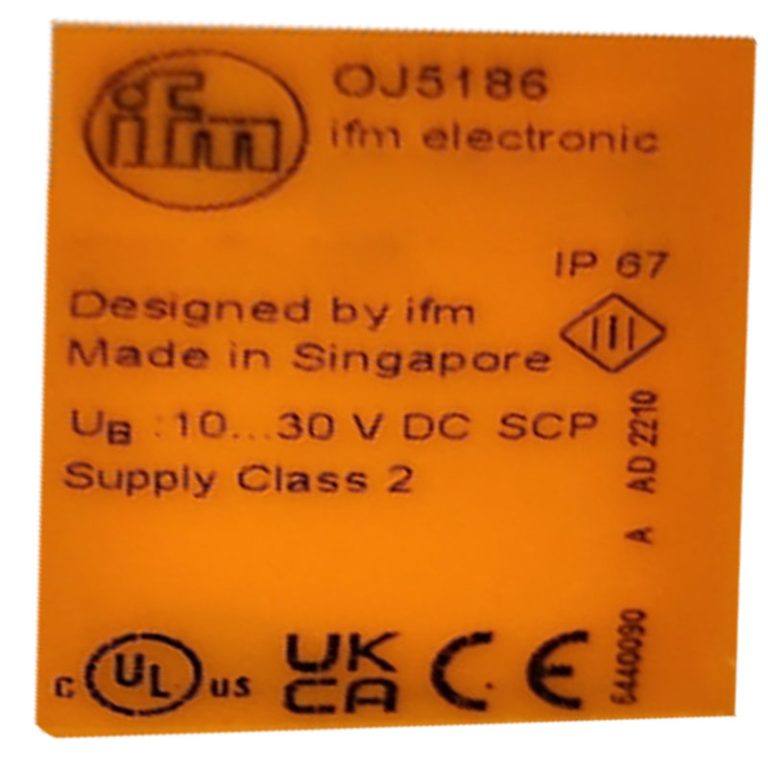 ifm
OJ5186
ifm electronic
IP 67
Designed by ifm
Made in Singapore
UB : 10...30 V DC SCP
Supply Class 2
AD 2210
A
6440090
C UL US
UK
CA
CE